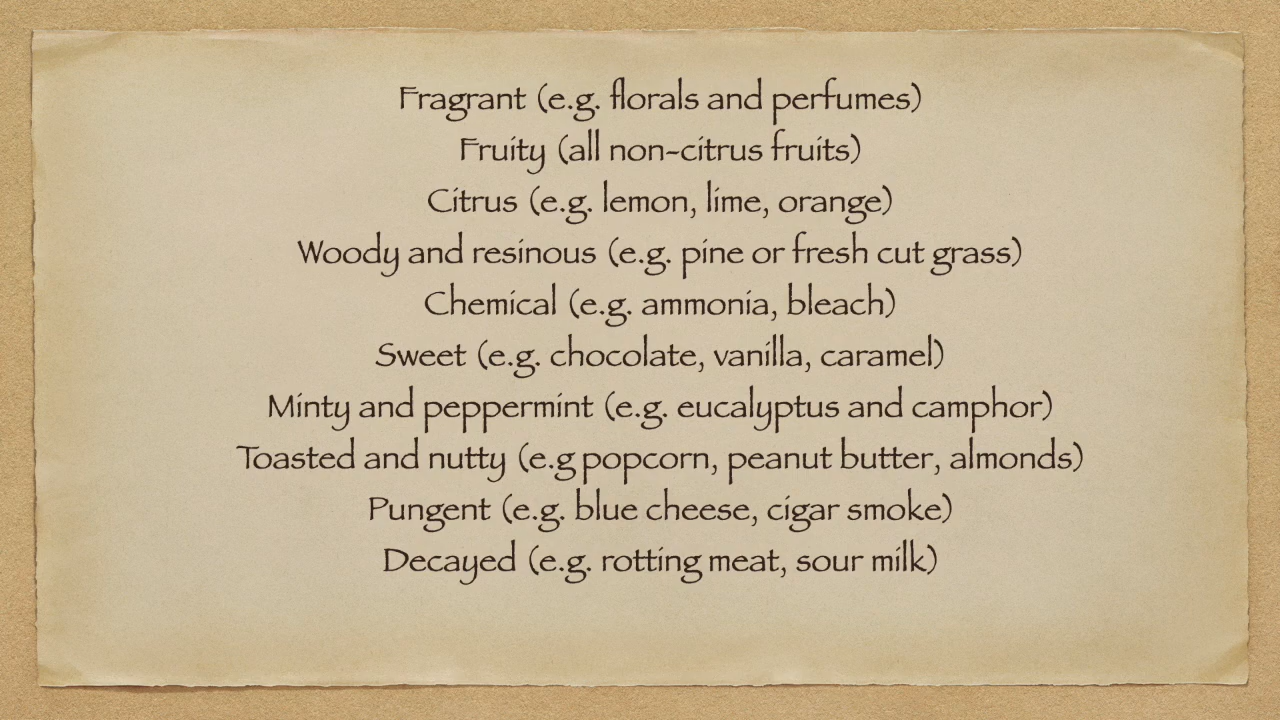 Fragrant (e.g. florals and perfumes)
Fruity (all non-citrus fruits)
Citrus (e.g. lemon, lime, orange)
Woody and resinous (e.g. pine or fresh cut grass)
Chemical (e.g. ammonia, bleach)
Sweet (e.g. chocolate, vanilla, caramel)
Minty and peppermint (e.g. eucalyptus and camphor)
Toasted and nutty (e.g popcorn, peanut butter, almonds)
Pungent (e.g. blue cheese, cigar smoke)
Decayed (e.g. rotting meat, sour milk)